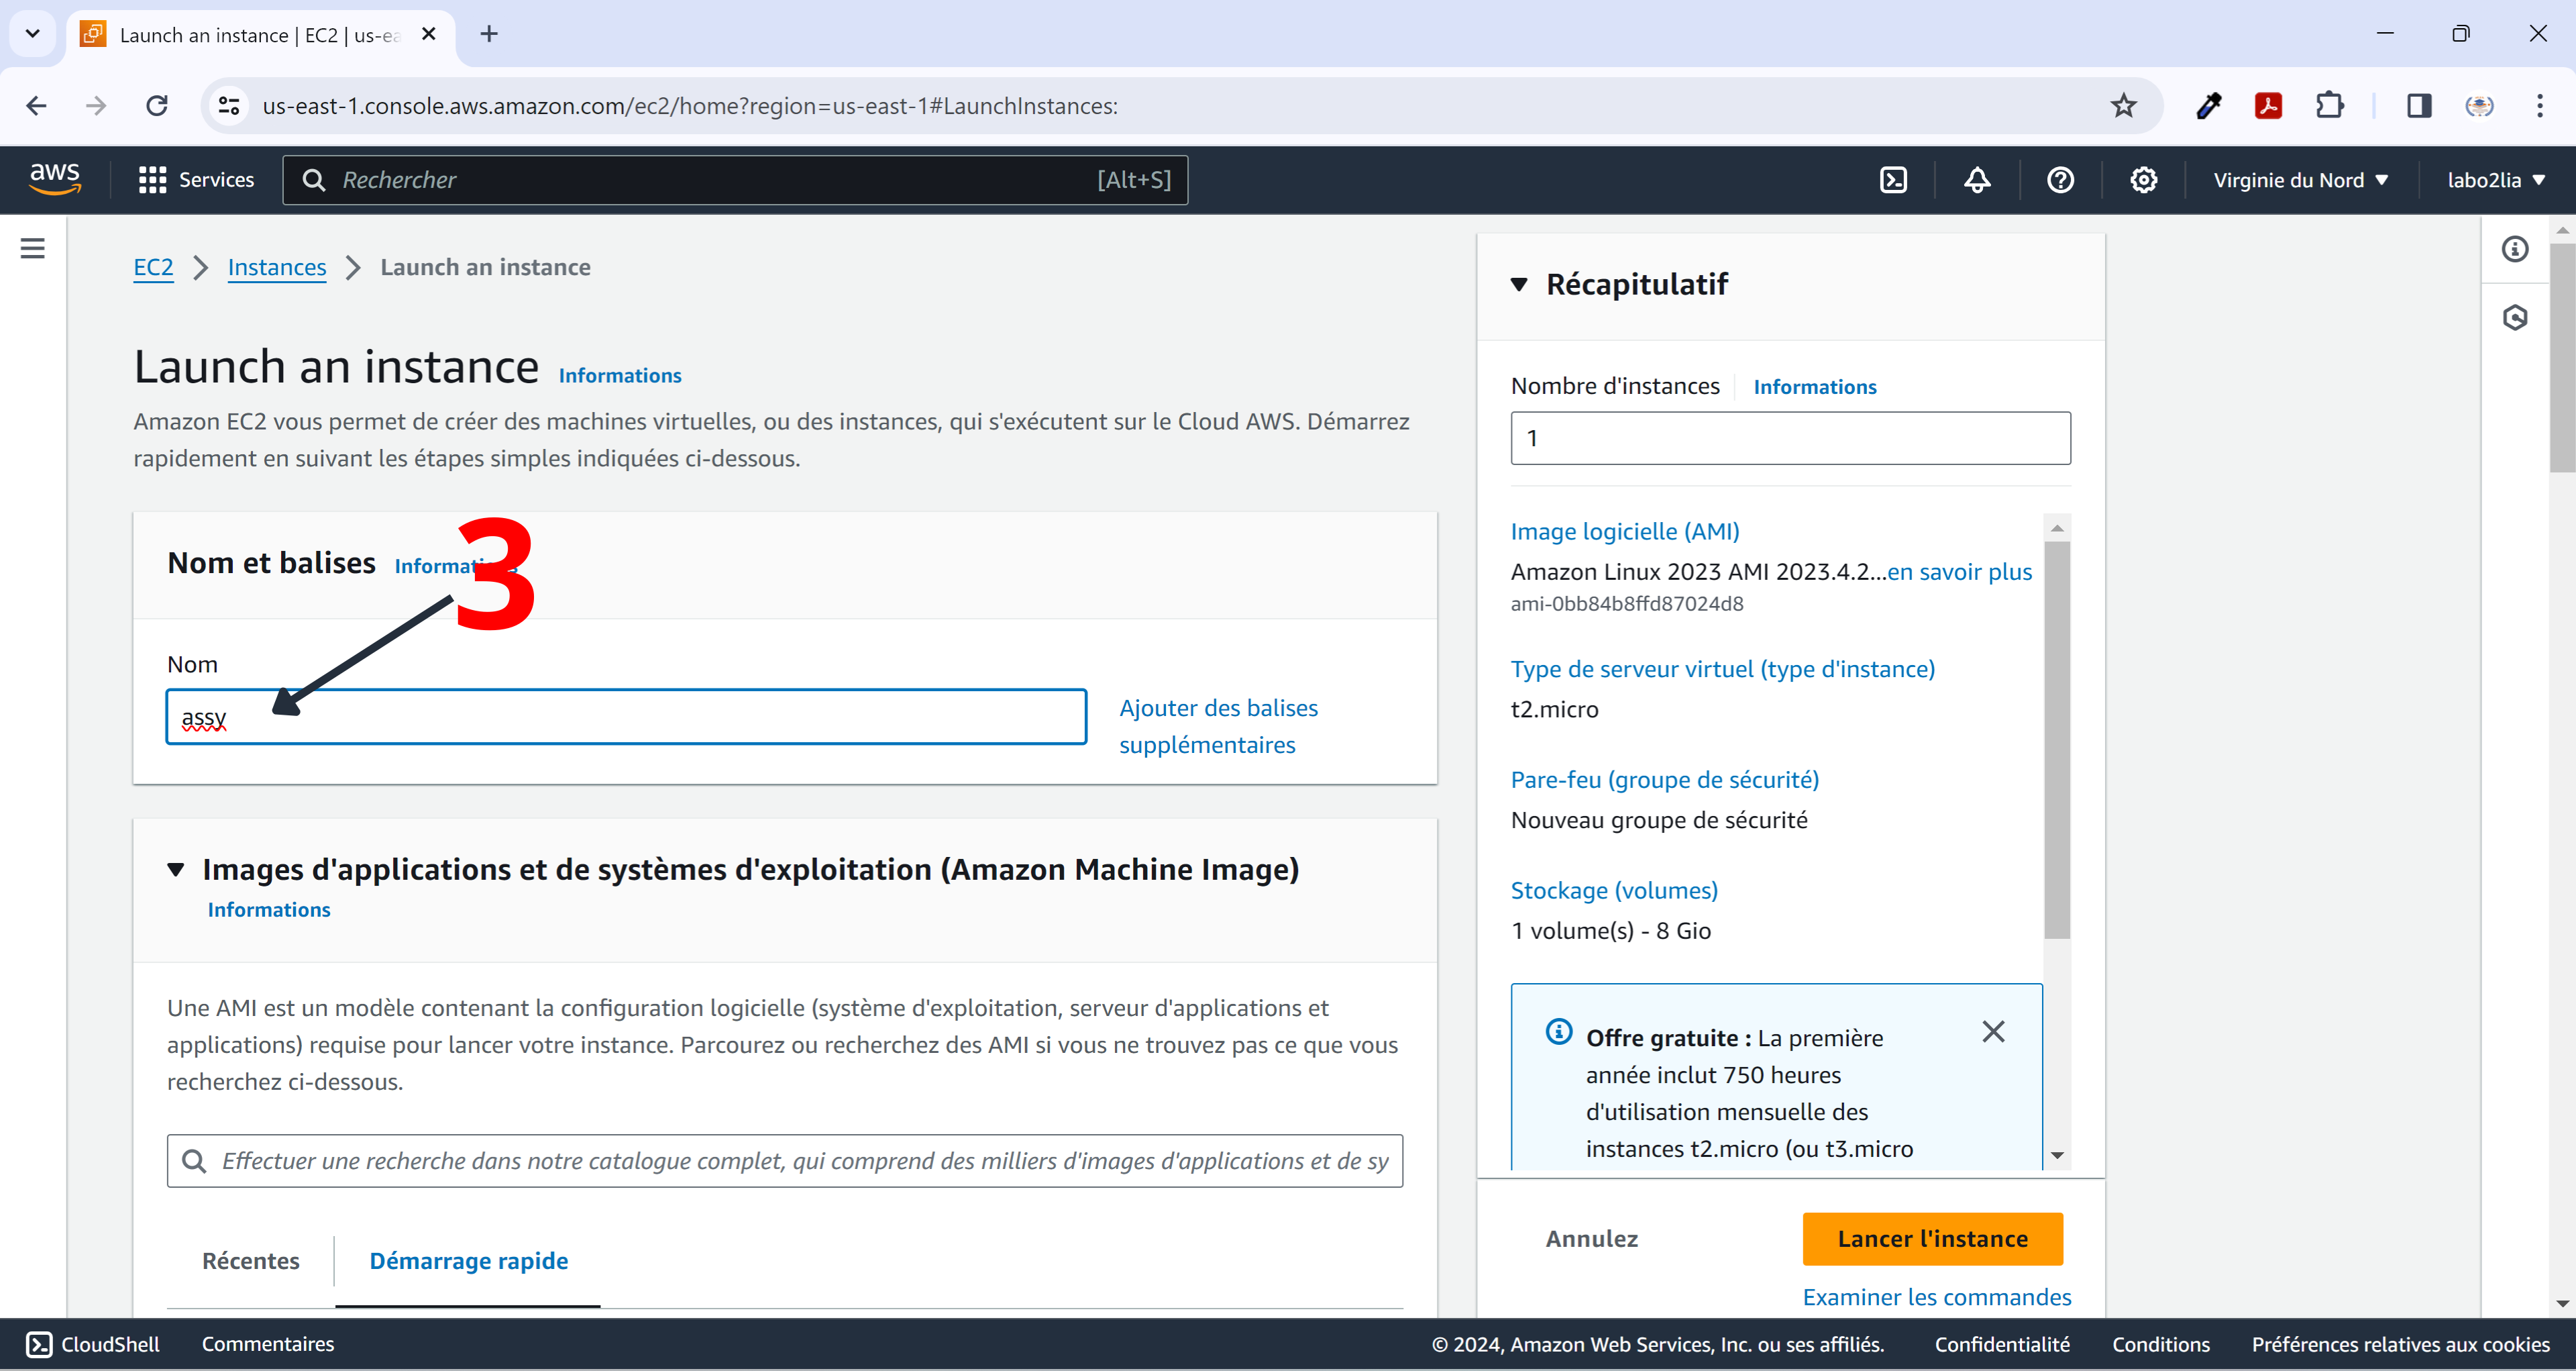 Launch an instance | EC2 | us-ea
us-east-1.console.aws.amazon.com/ec2/home?region=us-east-1#LaunchInstances:
aws
Services
Rechercher
[Alt+S]
Virginie du Nord
labo2lia
EC2 > Instances > Launch an instance
Launch an instance Informations
Amazon EC2 vous permet de créer des machines virtuelles, ou des instances, qui s'exécutent sur le Cloud AWS. Démarrez
rapidement en suivant les étapes simples indiquées ci-dessous.
3
Nom et balises Informations
Nom
assy
Ajouter des balises
supplémentaires
Images d'applications et de systèmes d'exploitation (Amazon Machine Image)
Informations
Une AMI est un modèle contenant la configuration logicielle (système d'exploitation, serveur d'applications et
applications) requise pour lancer votre instance. Parcourez ou recherchez des AMI si vous ne trouvez pas ce que vous
recherchez ci-dessous.
Effectuer une recherche dans notre catalogue complet, qui comprend des milliers d'images d'applications et de sy
Récentes
Démarrage rapide
Récapitulatif
Nombre d'instances Informations
1
Image logicielle (AMI)
Amazon Linux 2023 AMI 2023.4.2...en savoir plus
ami-0bb84b8ffd87024d8
Type de serveur virtuel (type d'instance)
t2.micro
Pare-feu (groupe de sécurité)
Nouveau groupe de sécurité
Stockage (volumes)
1 volume(s) - 8 Gio
Offre gratuite : La première
année inclut 750 heures
d'utilisation mensuelle des
instances t2.micro (ou t3.micro
Annulez
Lancer l'instance
Examiner les commandes
CloudShell
Commentaires
© 2024, Amazon Web Services, Inc. ou ses affiliés.
Confidentialité
Conditions
Préférences relatives aux cookies